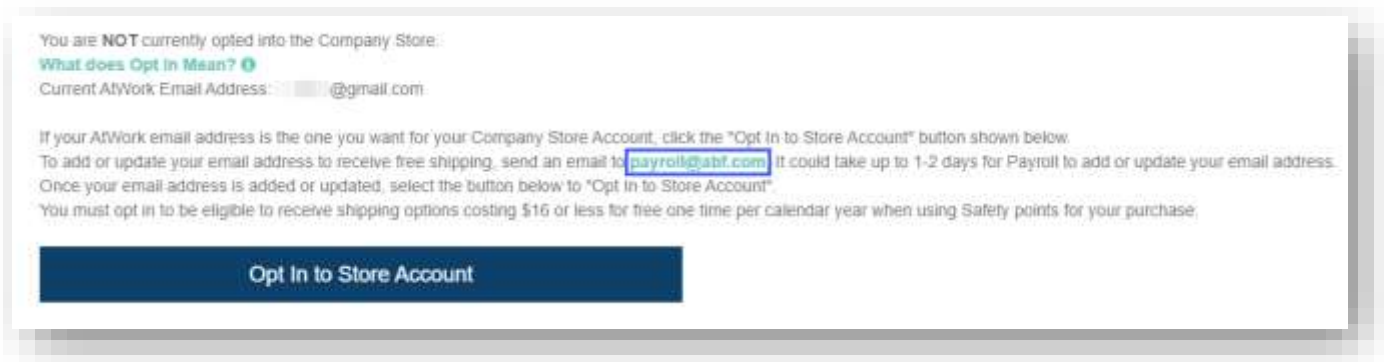 You are NOT currently opted into the Company Store.
What does Opt In Mean?
Current AtWork Email Address: @gmail.com
If your AtWork email address is the one you want for your Company Store Account, click the "Opt In to Store Account" button shown below.
To add or update your email address to receive free shipping, send an email to payroll@abf.com. It could take up to 1-2 days for Payroll to add or update your email address.
Once your email address is added or updated, select the button below to "Opt In to Store Account".
You must opt in to be eligible to receive shipping options costing $16 or less for free one time per calendar year when using Safety points for your purchase.
Opt In to Store Account